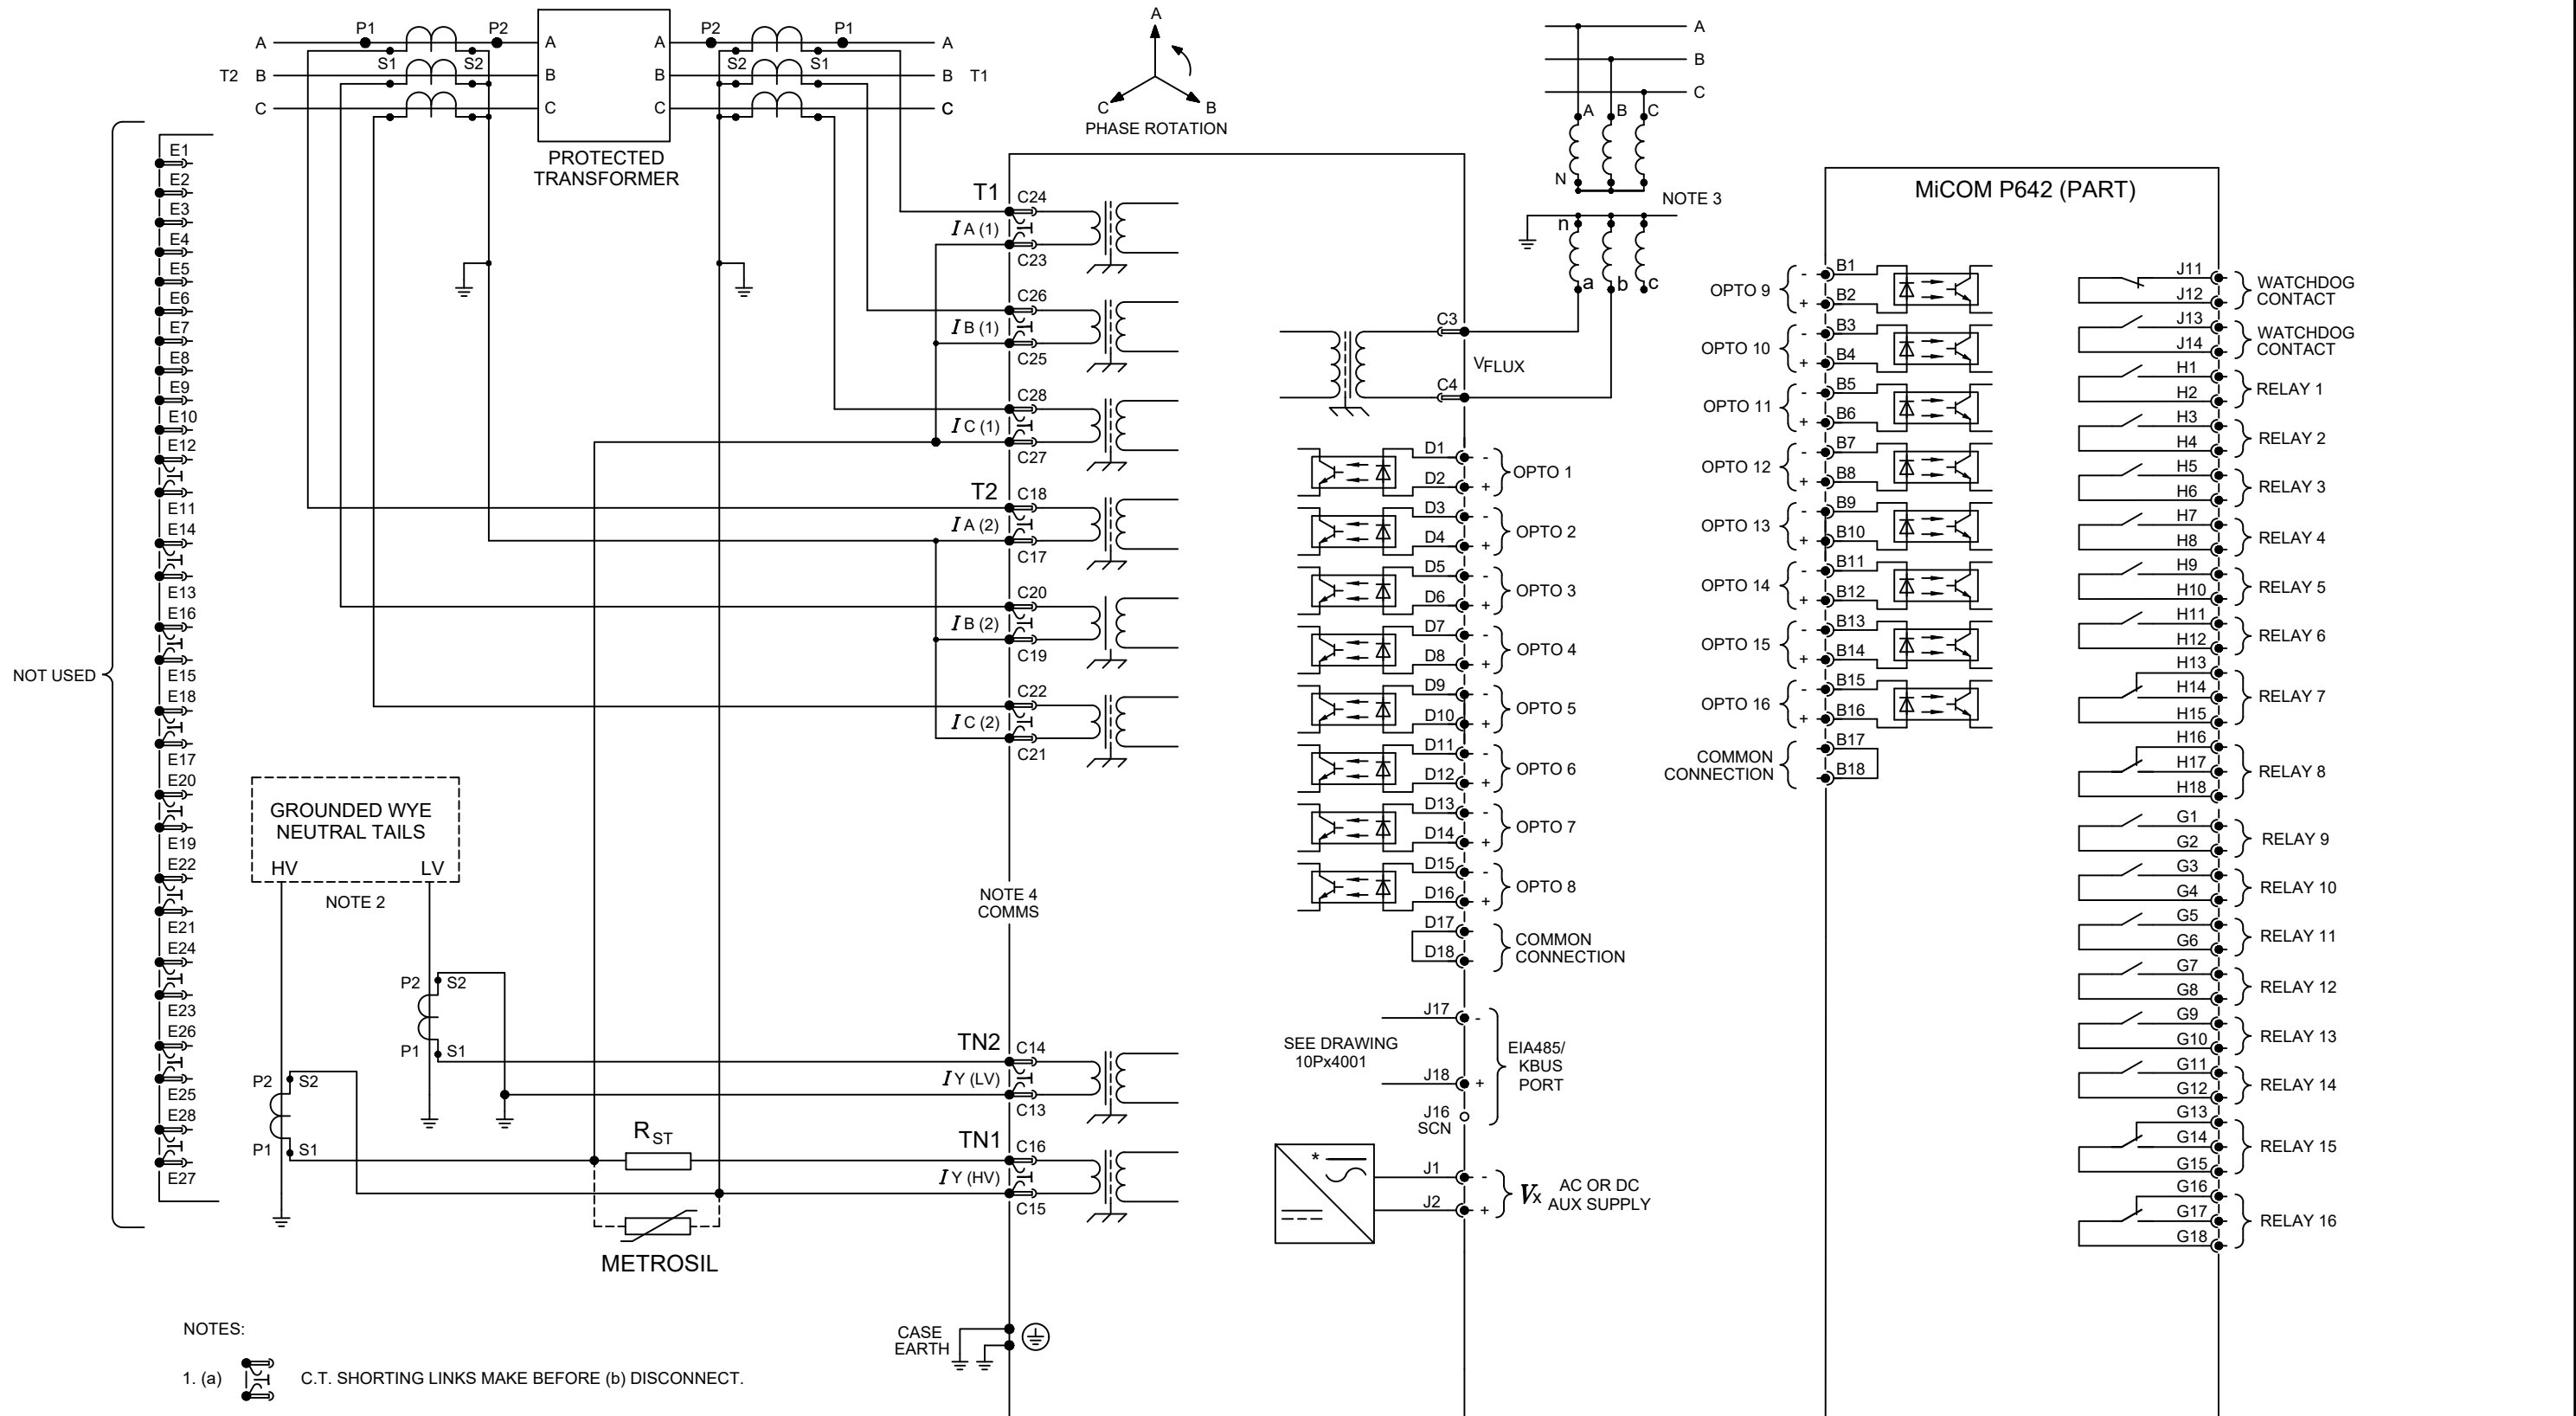 P1
P2
A
A
S1
S2
T2
B
B
C
C
PROTECTED
TRANSFORMER
P2
P1
A
A
S2
S1
B
B
T1
C
C
A
C
B
PHASE ROTATION
A
B
C
A
B
C
N
NOTE 3
n
a
b
c
C3
VFLUX
C4
NOT USED
E1
E2
E3
E4
E5
E6
E7
E8
E9
E10
E12
E11
E14
E13
E16
E15
E18
E17
E20
E19
E22
E21
E24
E23
E26
E25
E28
E27
GROUNDED WYE
NEUTRAL TAILS
HV
LV
NOTE 2
P2
S2
P1
S1
P2
S2
P1
S1
RST
METROSIL
T1
C24
I A (1)
C23
C26
I B (1)
C25
C28
I C (1)
C27
T2
C18
I A (2)
C17
C20
I B (2)
C19
C22
I C (2)
C21
NOTE 4
COMMS
TN2
C14
I Y (LV)
C13
TN1
C16
I Y (HV)
C15
CASE
EARTH
D1 -
D2 +
OPTO 1
D3 -
D4 +
OPTO 2
D5 -
D6 +
OPTO 3
D7 -
D8 +
OPTO 4
D9 -
D10 +
OPTO 5
D11 -
D12 +
OPTO 6
D13 -
D14 +
OPTO 7
D15 -
D16 +
OPTO 8
D17
D18
COMMON
CONNECTION
SEE DRAWING
10Px4001
J17 -
J18 +
J16
SCN
EIA485/
KBUS
PORT
*
J1 -
J2 +
Vx
AC OR DC
AUX SUPPLY
MiCOM P642 (PART)
OPTO 9
- B1
+ B2
OPTO 10
- B3
+ B4
OPTO 11
- B5
+ B6
OPTO 12
- B7
+ B8
OPTO 13
- B9
+ B10
OPTO 14
- B11
+ B12
OPTO 15
- B13
+ B14
OPTO 16
- B15
+ B16
COMMON
CONNECTION
B17
B18
J11
J12
WATCHDOG
CONTACT
J13
J14
WATCHDOG
CONTACT
H1
H2
RELAY 1
H3
H4
RELAY 2
H5
H6
RELAY 3
H7
H8
RELAY 4
H9
H10
RELAY 5
H11
H12
RELAY 6
H13
H14
H15
RELAY 7
H16
H17
H18
RELAY 8
G1
G2
RELAY 9
G3
G4
RELAY 10
G5
G6
RELAY 11
G7
G8
RELAY 12
G9
G10
RELAY 13
G11
G12
RELAY 14
G13
G14
G15
RELAY 15
G16
G17
G18
RELAY 16
NOTES:
1. (a) C.T. SHORTING LINKS MAKE BEFORE (b) DISCONNECT.